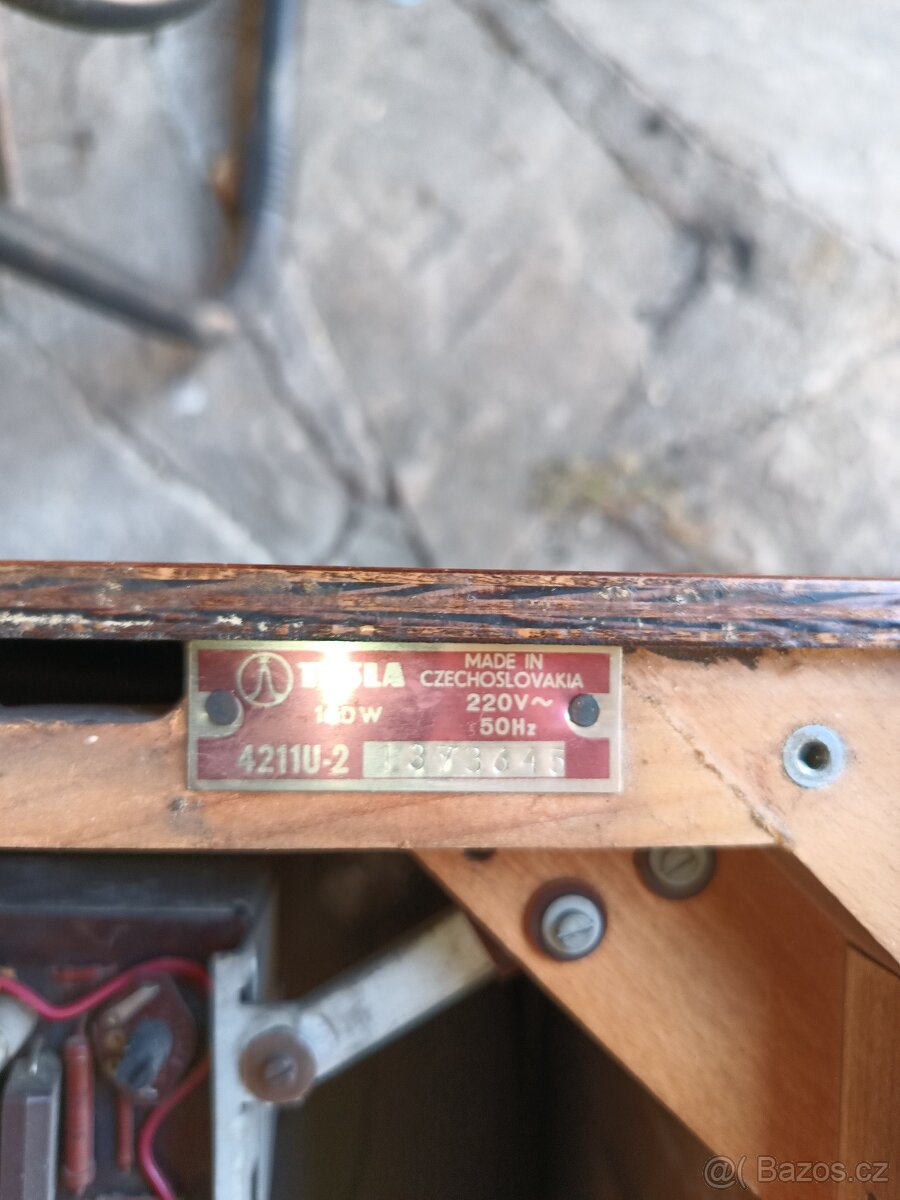 TESLA
MADE IN
CZECHOSLOVAKIA
220V~
50Hz
4211U-2
@( Bazos.cz